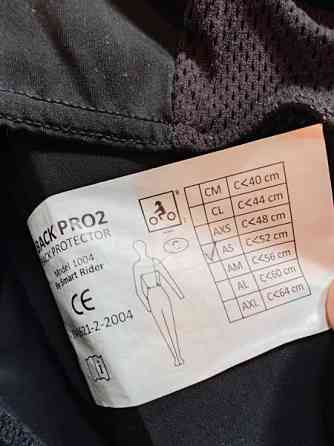 BACK PRO2
BACK PROTECTOR
Model 1004
Be Smart Rider
CE
1621-2-2004
CM C<40 cm
CL C<44 cm
AXS C<48 cm
AS C<52 cm
AM C<56 cm
AL C<60 cm
AXL C<64 cm
C
i